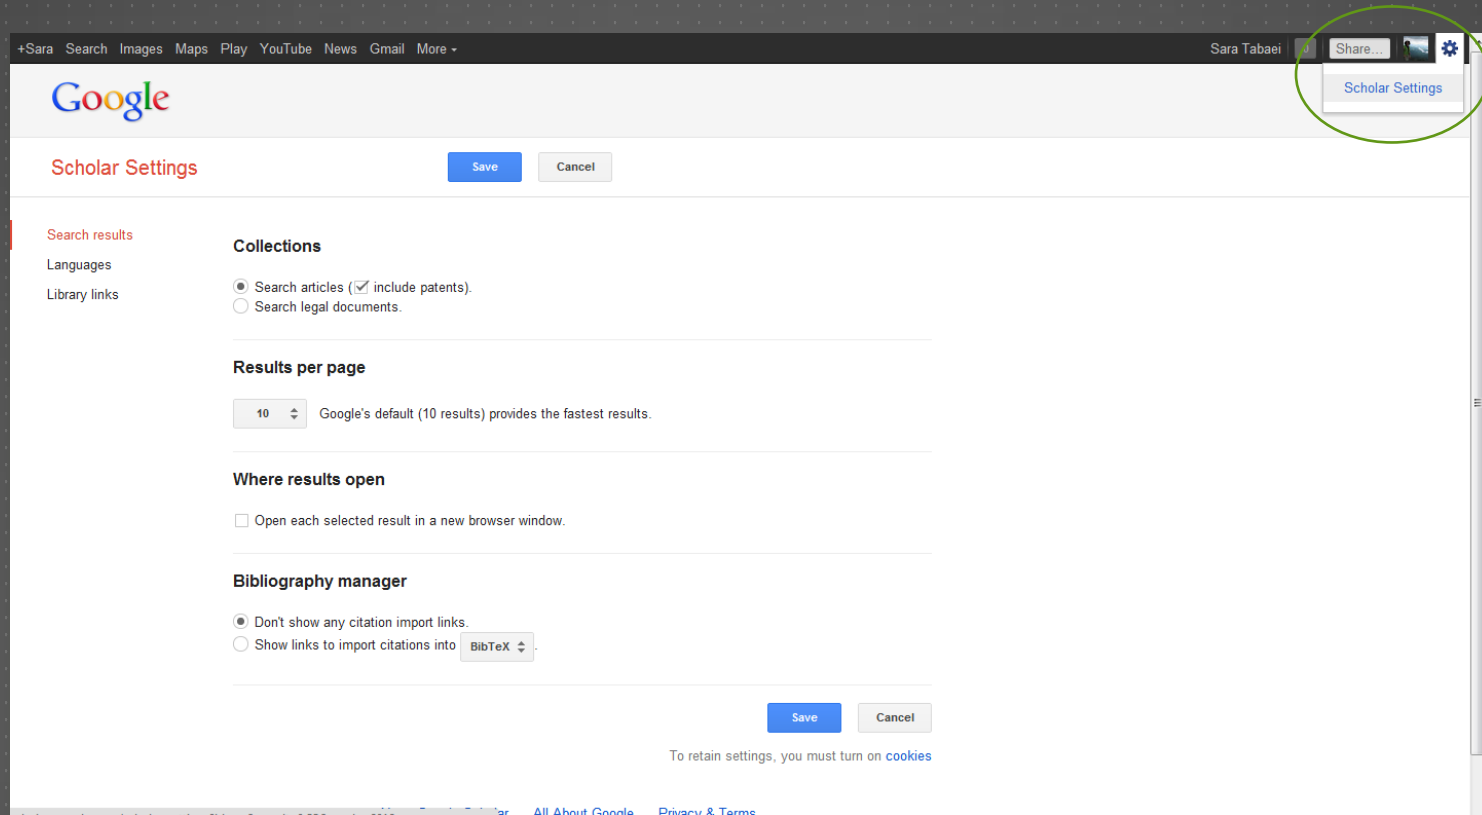 +Sara Search Images Maps Play YouTube News Gmail More
Sara Tabaei 0 Share...
Scholar Settings
Google
Scholar Settings Save Cancel
Search results
Languages
Library links
Collections
Search articles (include patents).
Search legal documents.
Results per page
10 Google's default (10 results) provides the fastest results.
Where results open
Open each selected result in a new browser window.
Bibliography manager
Don't show any citation import links.
Show links to import citations into BibTeX .
Save Cancel
To retain settings, you must turn on cookies
All About Google Privacy & Terms